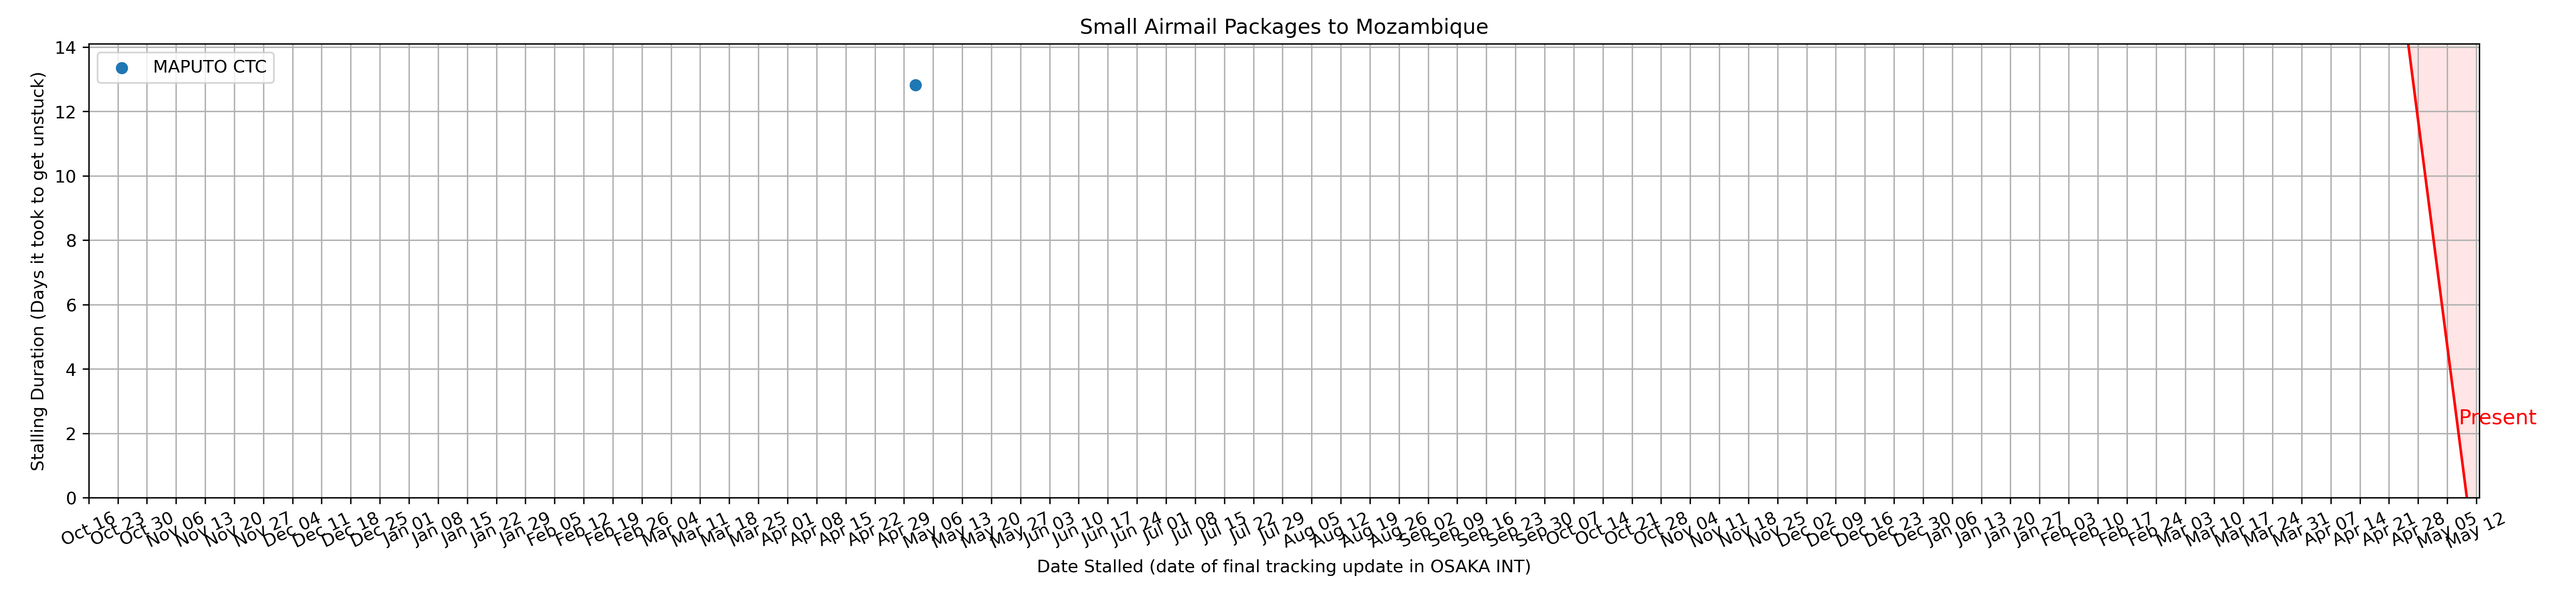 Small Airmail Packages to Mozambique
MAPUTO CTC
Stalling Duration (Days it took to get unstuck)
14
12
10
8
6
4
2
0
Present
Oct 16 Oct 23 Oct 30 Nov 06 Nov 13 Nov 20 Nov 27 Dec 04 Dec 11 Dec 18 Dec 25 Jan 01 Jan 08 Jan 15 Jan 22 Jan 29 Feb 05 Feb 12 Feb 19 Feb 26 Mar 04 Mar 11 Mar 18 Mar 25 Apr 01 Apr 08 Apr 15 Apr 22 Apr 29 May 06 May 13 May 20 May 27 Jun 03 Jun 10 Jun 17 Jun 24 Jul 01 Jul 08 Jul 15 Jul 22 Jul 29 Aug 05 Aug 12 Aug 19 Aug 26 Sep 02 Sep 09 Sep 16 Sep 23 Sep 30 Oct 07 Oct 14 Oct 21 Oct 28 Nov 04 Nov 11 Nov 18 Nov 25 Dec 02 Dec 09 Dec 16 Dec 23 Dec 30 Jan 06 Jan 13 Jan 20 Jan 27 Feb 03 Feb 10 Feb 17 Feb 24 Mar 03 Mar 10 Mar 17 Mar 24 Mar 31 Apr 07 Apr 14 Apr 21 Apr 28 May 05 May 12
Date Stalled (date of final tracking update in OSAKA INT)